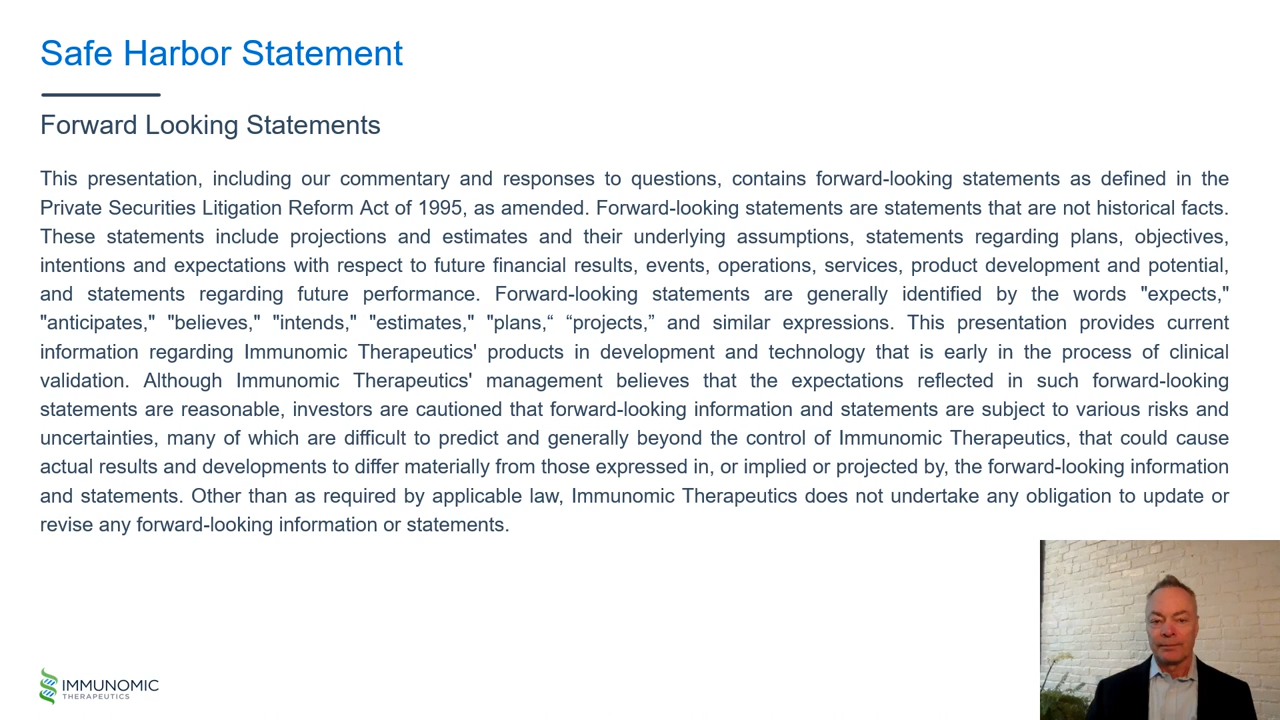 Safe Harbor Statement
Forward Looking Statements
This presentation, including our commentary and responses to questions, contains forward-looking statements as defined in the
Private Securities Litigation Reform Act of 1995, as amended. Forward-looking statements are statements that are not historical facts.
These statements include projections and estimates and their underlying assumptions, statements regarding plans, objectives,
intentions and expectations with respect to future financial results, events, operations, services, product development and potential,
and statements regarding future performance. Forward-looking statements are generally identified by the words "expects,"
"anticipates," "believes," "intends," "estimates," "plans,“ “projects,” and similar expressions. This presentation provides current
information regarding Immunomic Therapeutics' products in development and technology that is early in the process of clinical
validation. Although Immunomic Therapeutics' management believes that the expectations reflected in such forward-looking
statements are reasonable, investors are cautioned that forward-looking information and statements are subject to various risks and
uncertainties, many of which are difficult to predict and generally beyond the control of Immunomic Therapeutics, that could cause
actual results and developments to differ materially from those expressed in, or implied or projected by, the forward-looking information
and statements. Other than as required by applicable law, Immunomic Therapeutics does not undertake any obligation to update or
revise any forward-looking information or statements.
IMMUNOMIC
THERAPEUTICS